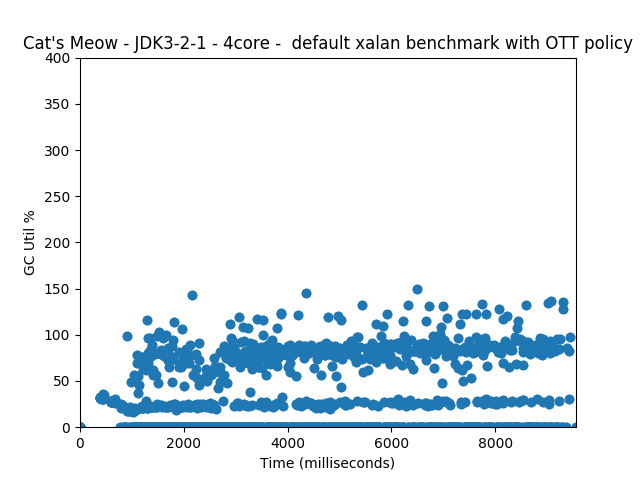 Cat's Meow - JDK3-2-1 - 4core -  default xalan benchmark with OTT policy
400
350
300
250
200
150
100
50
0
GC Util %
0 2000 4000 6000 8000
Time (milliseconds)